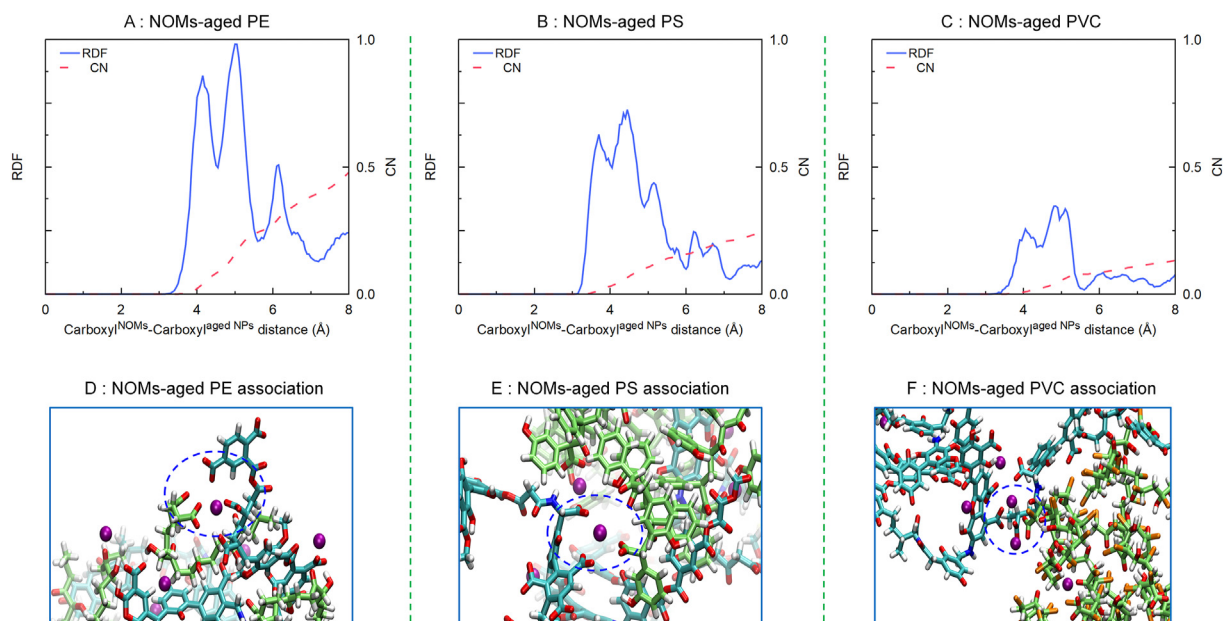 A : NOMs-aged PE
B : NOMs-aged PS
C : NOMs-aged PVC
RDF
CN
1.0
0.5
0.0
RDF
CN
0 2 4 6 8
Carboxyl^NOMs-Carboxyl^aged NPs distance (Å)
RDF
CN
1.0
0.5
0.0
RDF
CN
0 2 4 6 8
Carboxyl^NOMs-Carboxyl^aged NPs distance (Å)
RDF
CN
1.0
0.5
0.0
RDF
CN
0 2 4 6 8
Carboxyl^NOMs-Carboxyl^aged NPs distance (Å)
D : NOMs-aged PE association
E : NOMs-aged PS association
F : NOMs-aged PVC association